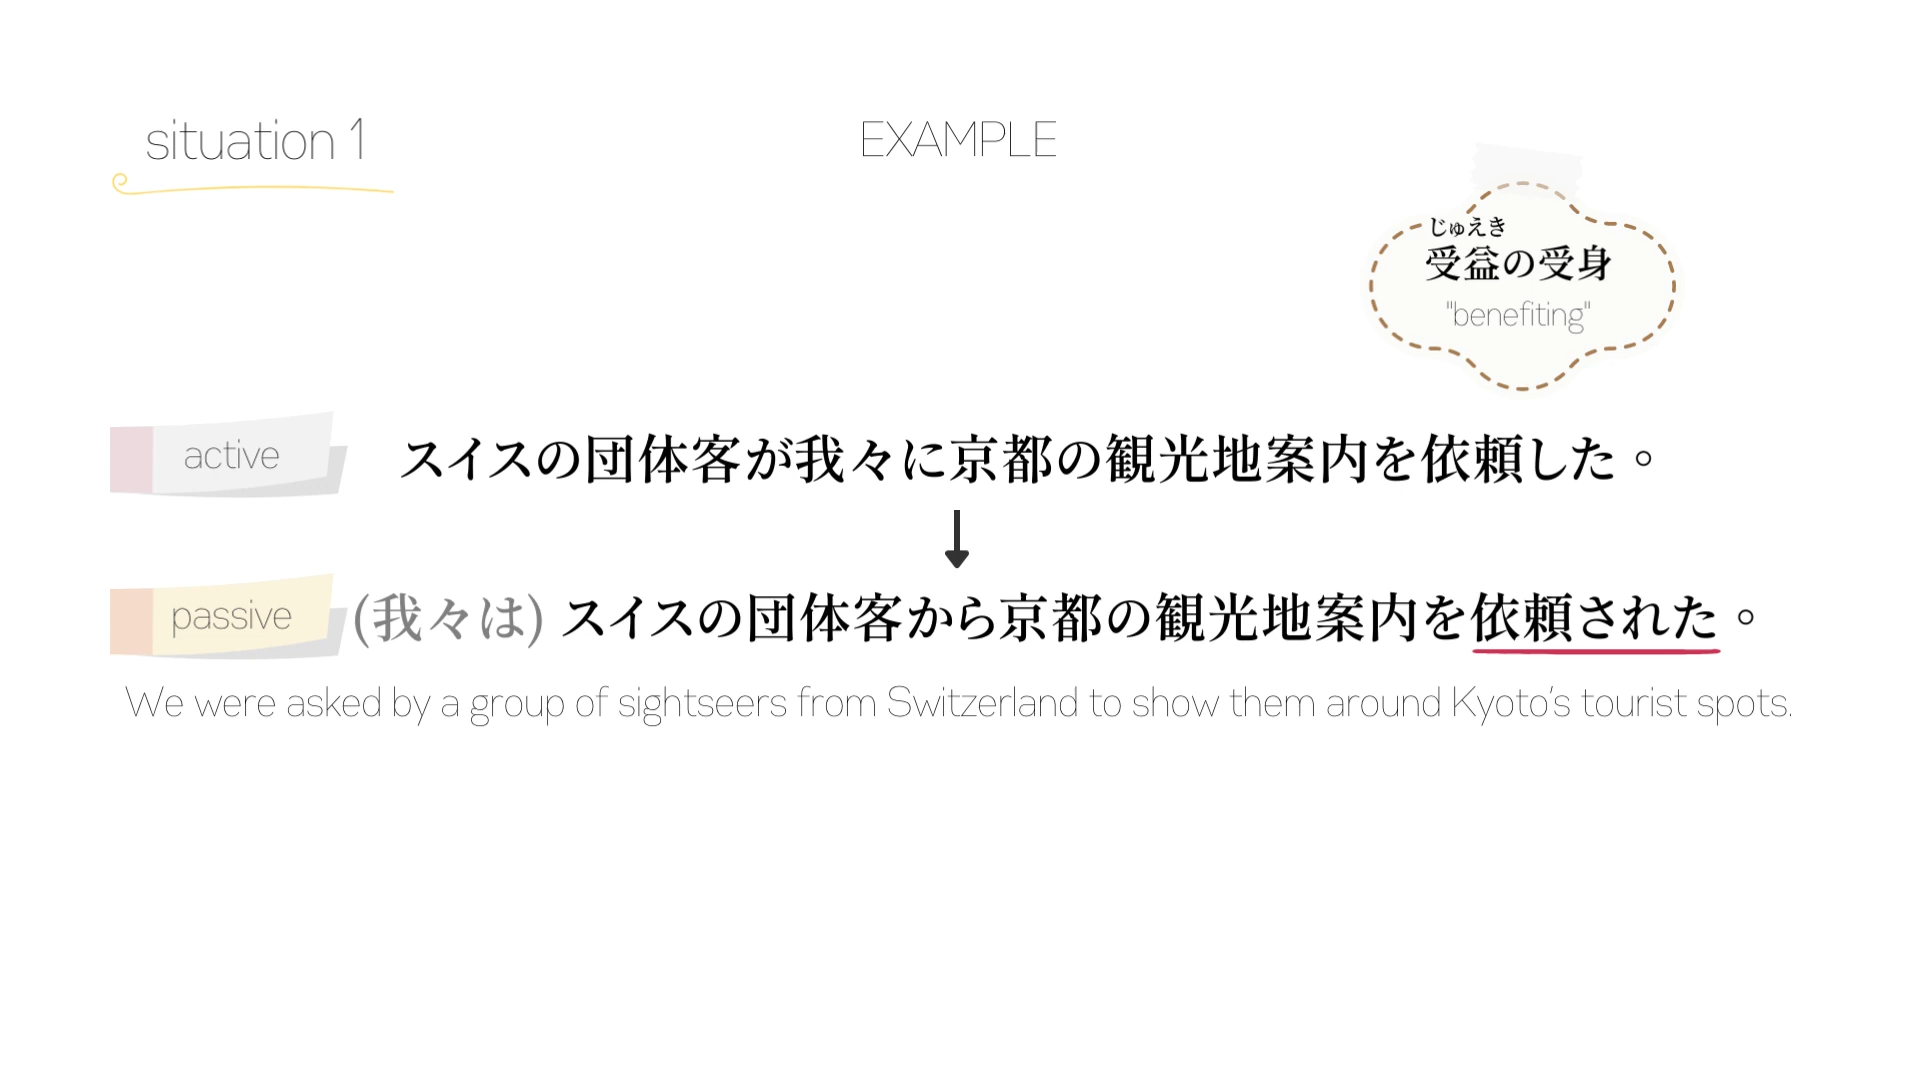 situation 1
EXAMPLE
じゅえき
受益の受身
"benefiting"
active
スイスの団体客が我々に京都の観光地案内を依頼した。
passive
(我々は) スイスの団体客から京都の観光地案内を依頼された。
We were asked by a group of sightseers from Switzerland to show them around Kyoto's tourist spots.